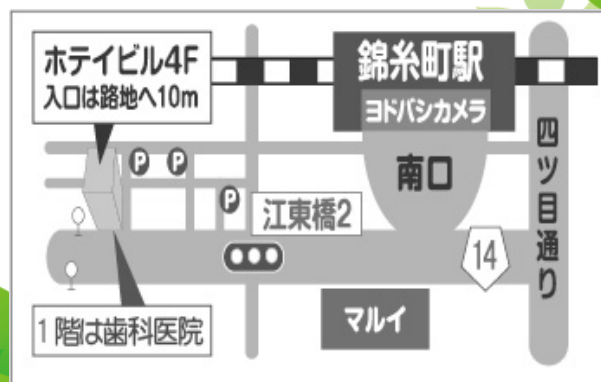 ホテイビル4F
入口は路地へ10m
錦糸町駅
ヨドバシカメラ
南口
四ツ目通り
P
P
P
江東橋2
14
1階は歯科医院
マルイ